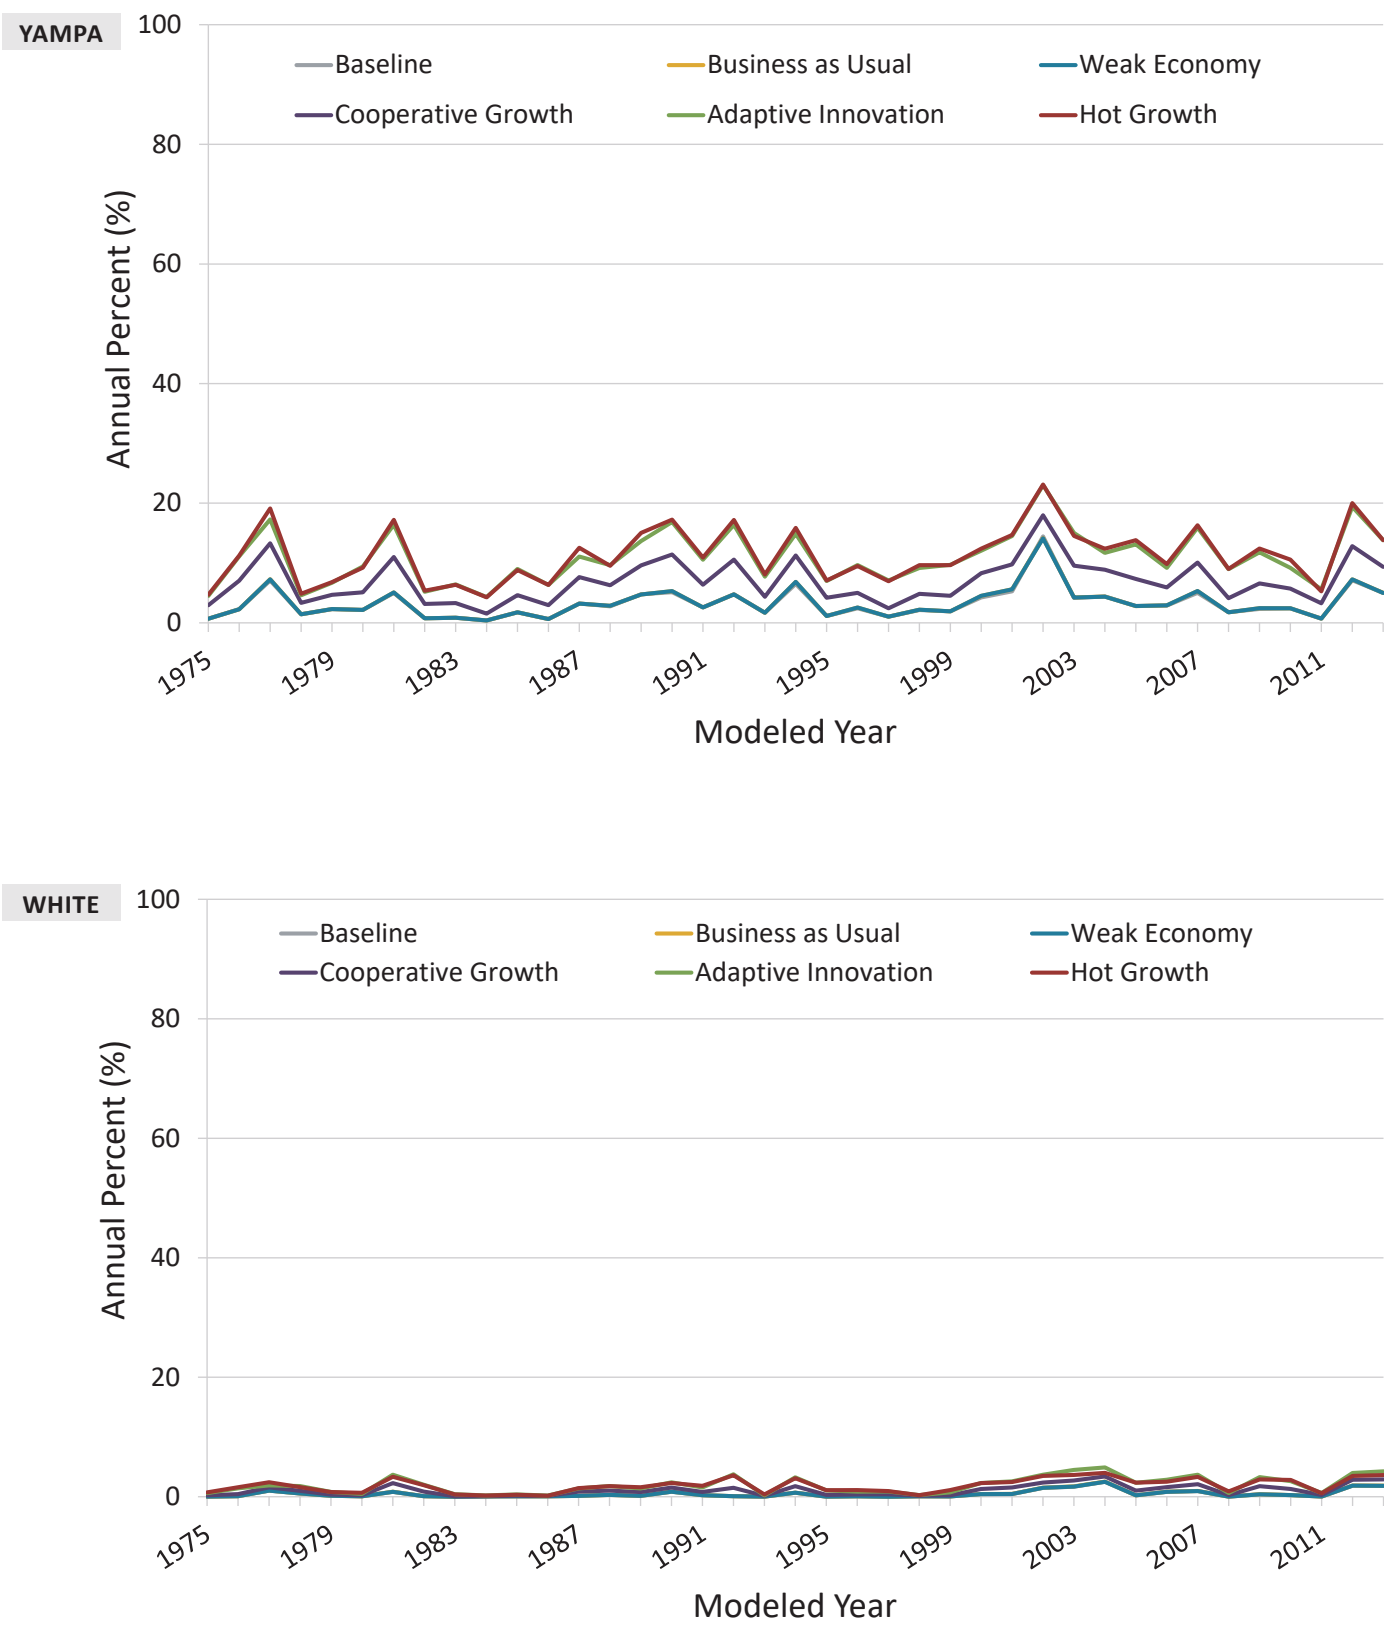 YAMPA
100
Baseline Business as Usual Weak Economy
Cooperative Growth Adaptive Innovation Hot Growth
80
60
40
20
0
Annual Percent (%)
1975 1979 1983 1987 1991 1995 1999 2003 2007 2011
Modeled Year
WHITE
100
Baseline Business as Usual Weak Economy
Cooperative Growth Adaptive Innovation Hot Growth
80
60
40
20
0
Annual Percent (%)
1975 1979 1983 1987 1991 1995 1999 2003 2007 2011
Modeled Year